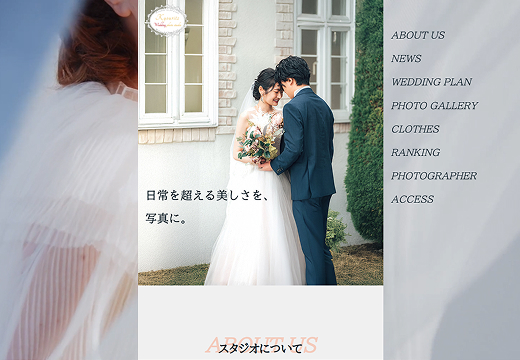 日常を超える美しさを、
写真に。
ABOUT US
NEWS
WEDDING PLAN
PHOTO GALLERY
CLOTHES
RANKING
PHOTOGRAPHER
ACCESS
ABOUT US
スタジオについて